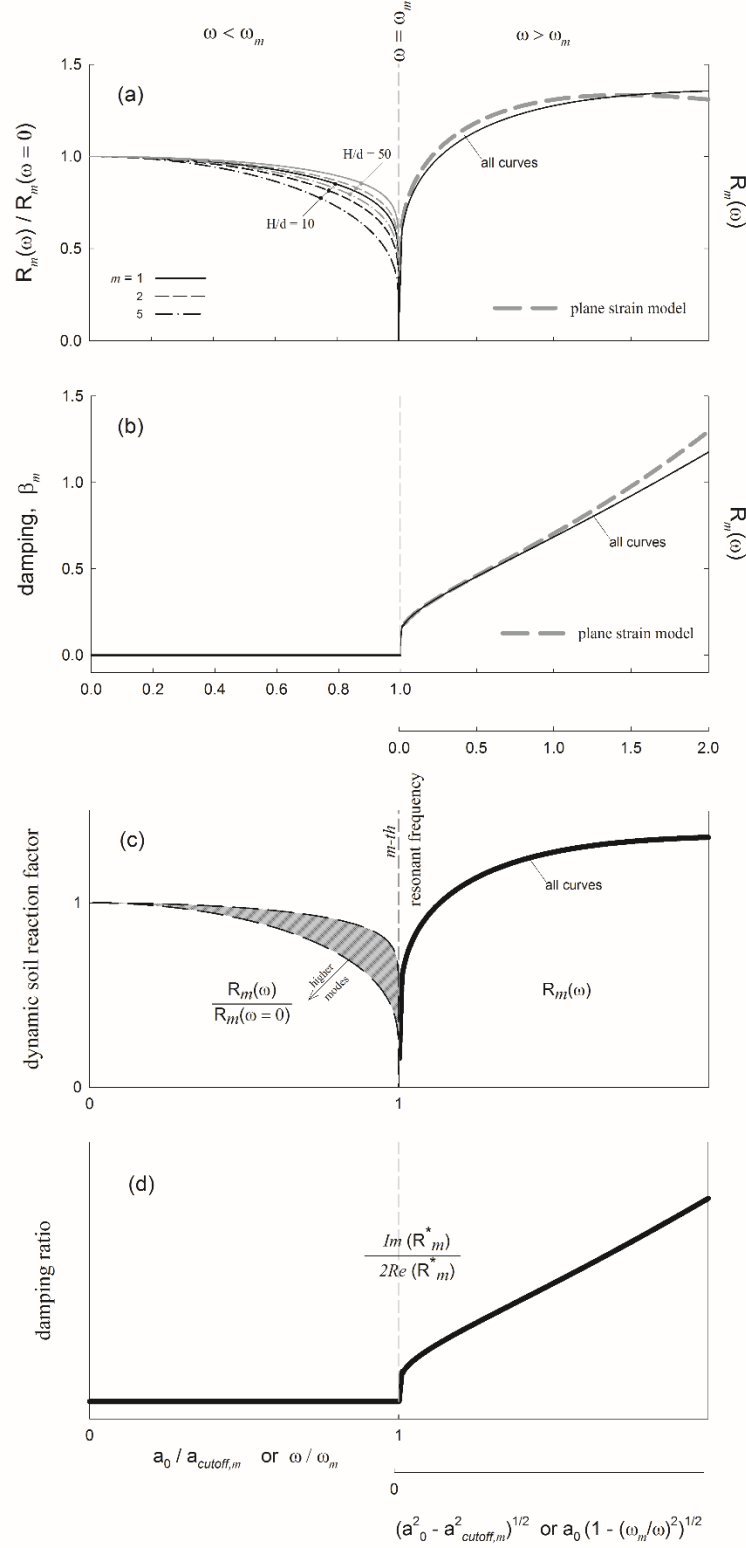 ω < ωm
ω = ωm
ω > ωm
(a)
1.5
1.0
0.5
0.0
Rm(ω) / Rm(ω = 0)
H/d = 50
H/d = 10
m = 1
2
5
all curves
plane strain model
Rm(ω)
(b)
1.5
1.0
0.5
0.0
damping, βm
all curves
plane strain model
Rm(ω)
0.0 0.2 0.4 0.6 0.8 1.0
0.0 0.5 1.0 1.5 2.0
(c)
m-th
resonant frequency
1
0
dynamic soil reaction factor
higher
modes
Rm(ω)
Rm(ω = 0)
all curves
Rm(ω)
0 1
(d)
damping ratio
Im (R*m)
2Re (R*m)
0 1
a0 / acutoff,m or ω / ωm
0
(a²0 - a²cutoff,m)1/2 or a0 (1 - (ωm/ω)²)1/2